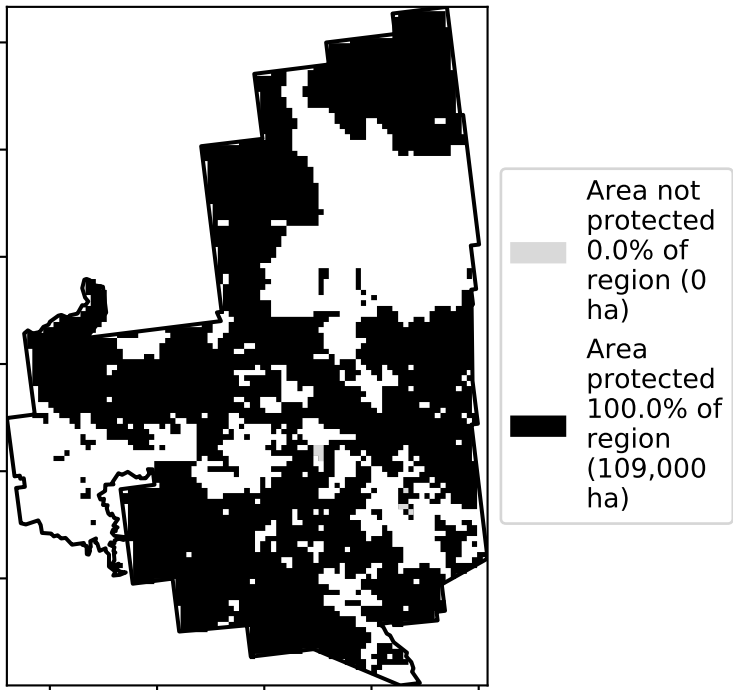 Area not
protected
0.0% of
region (0
ha)
Area
protected
100.0% of
region
(109,000
ha)